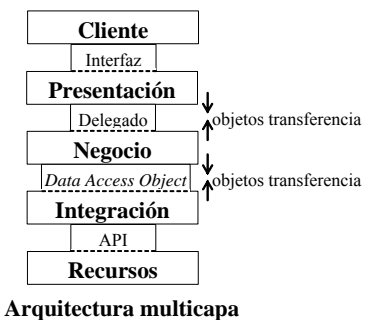 Cliente
Interfaz
Presentación
Delegado objetos transferencia
Negocio
Data Access Object objetos transferencia
Integración
API
Recursos
Arquitectura multicapa